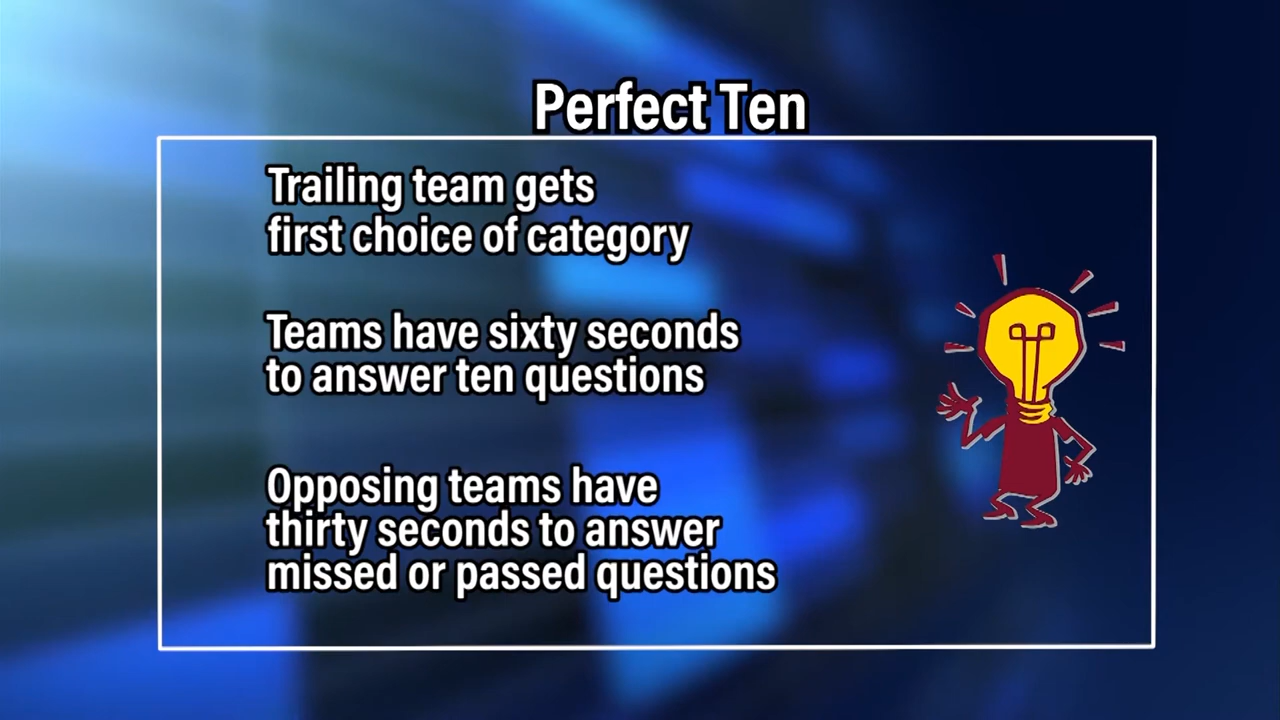 Perfect Ten
Trailing team gets
first choice of category
Teams have sixty seconds
to answer ten questions
Opposing teams have
thirty seconds to answer
missed or passed questions